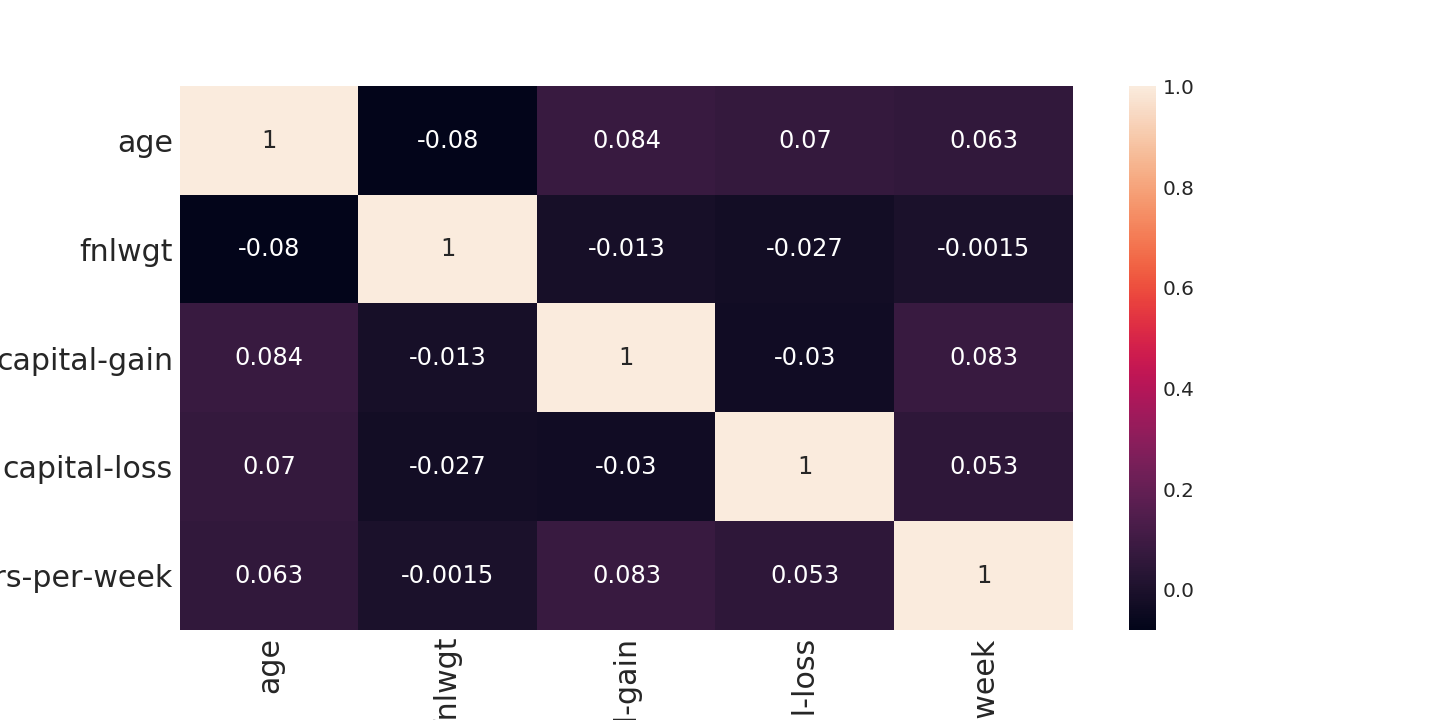 1.0
age 1 -0.08 0.084 0.07 0.063
0.8
fnlwgt -0.08 1 -0.013 -0.027 -0.0015
0.6
capital-gain 0.084 -0.013 1 -0.03 0.083
0.4
capital-loss 0.07 -0.027 -0.03 1 0.053
0.2
rs-per-week 0.063 -0.0015 0.083 0.053 1
0.0
age nlwgt l-gain l-loss week